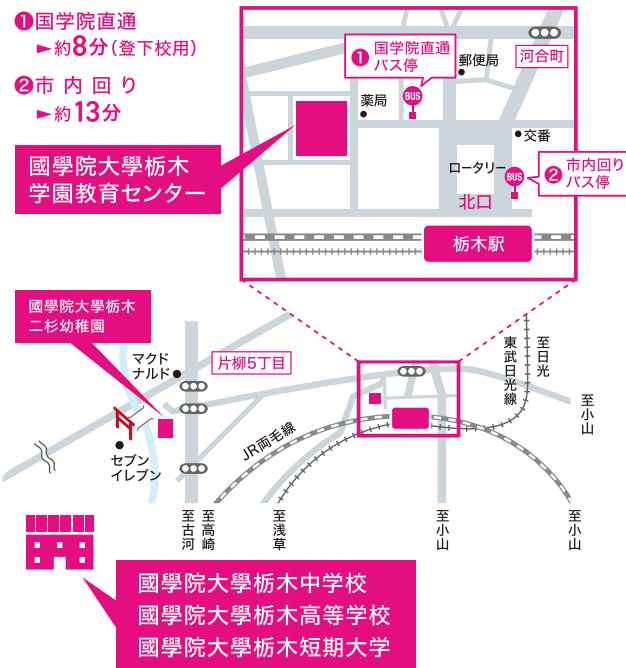 ❶国学院直通
►約8分(登下校用)
❷市内回り
►約13分
國學院大學栃木
学園教育センター
❶国学院直通
バス停
郵便局
河合町
薬局
BUS
交番
ロータリー
BUS
❷市内回り
バス停
北口
栃木駅
國學院大學栃木
二杉幼稚園
マクド
ナルド
片柳5丁目
東武日光線
至日光
至小山
JR両毛線
セブン
イレブン
至古河
至高崎
至浅草
至小山
至小山
國學院大學栃木中学校
國學院大學栃木高等学校
國學院大學栃木短期大学